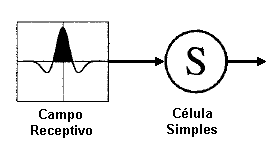 S
Campo
Receptivo
Célula
Simples